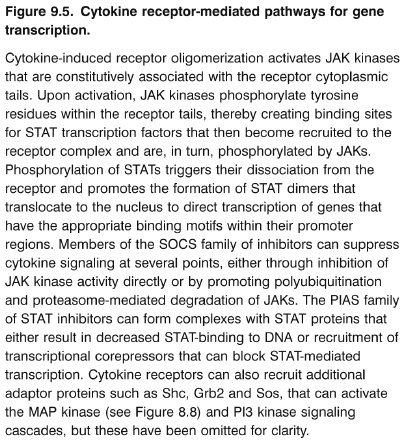 Figure 9.5. Cytokine receptor-mediated pathways for gene
transcription.
Cytokine-induced receptor oligomerization activates JAK kinases
that are constitutively associated with the receptor cytoplasmic
tails. Upon activation, JAK kinases phosphorylate tyrosine
residues within the receptor tails, thereby creating binding sites
for STAT transcription factors that then become recruited to the
receptor complex and are, in turn, phosphorylated by JAKs.
Phosphorylation of STATs triggers their dissociation from the
receptor and promotes the formation of STAT dimers that
translocate to the nucleus to direct transcription of genes that
have the appropriate binding motifs within their promoter
regions. Members of the SOCS family of inhibitors can suppress
cytokine signaling at several points, either through inhibition of
JAK kinase activity directly or by promoting polyubiquitination
and proteasome-mediated degradation of JAKs. The PIAS family
of STAT inhibitors can form complexes with STAT proteins that
either result in decreased STAT-binding to DNA or recruitment of
transcriptional corepressors that can block STAT-mediated
transcription. Cytokine receptors can also recruit additional
adaptor proteins such as Shc, Grb2 and Sos, that can activate
the MAP kinase (see Figure 8.8) and PI3 kinase signaling
cascades, but these have been omitted for clarity.